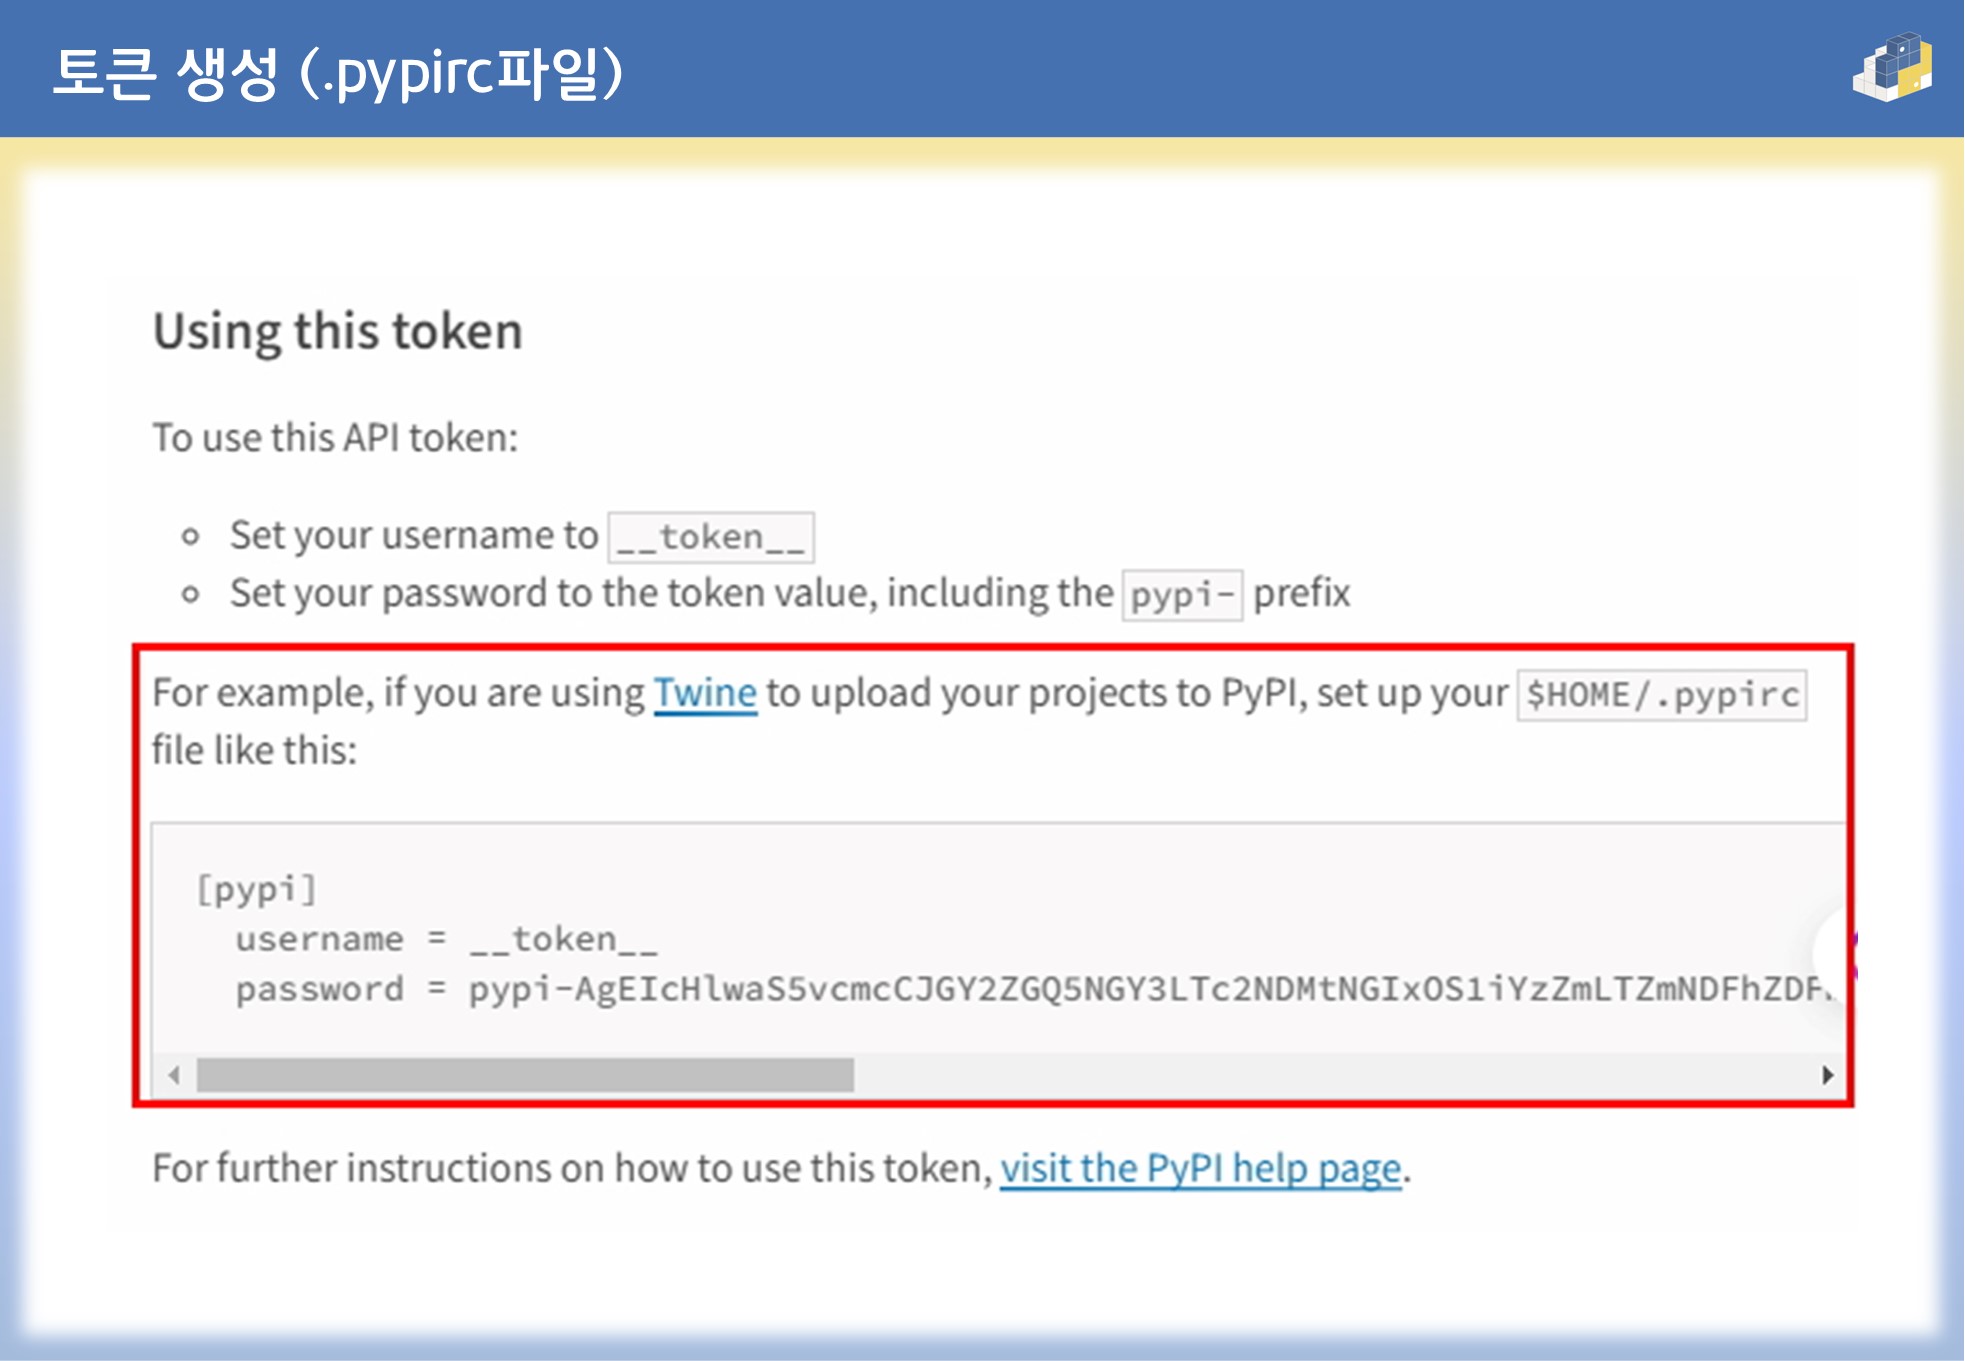 토큰 생성 (.pypirc파일)
Using this token
To use this API token:
Set your username to __token__
Set your password to the token value, including the pypi- prefix
For example, if you are using Twine to upload your projects to PyPI, set up your $HOME/.pypirc
file like this:
[pypi]
username = __token__
password = pypi-AgEIcHlwaS5vcmcCJGY2ZGQ5NGY3LTc2NDMtNGIxOS1iYzZmLTZmNDFhZDF
For further instructions on how to use this token, visit the PyPI help page.